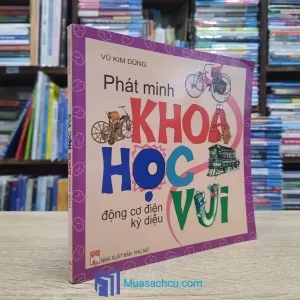 VŨ KIM DŨNG
Phát minh
KHOA
HỌC
động cơ điện
kỳ diệu
VUI
NHÀ XUẤT BẢN PHỤ NỮ
Muasachcu.com